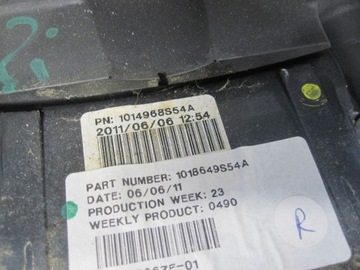 PN: 1014968S54A
2011/06/06 12:54
PART NUMBER: 1018649S54A
DATE: 06/06/11
PRODUCTION WEEK: 23
WEEKLY PRODUCT: 0490
R